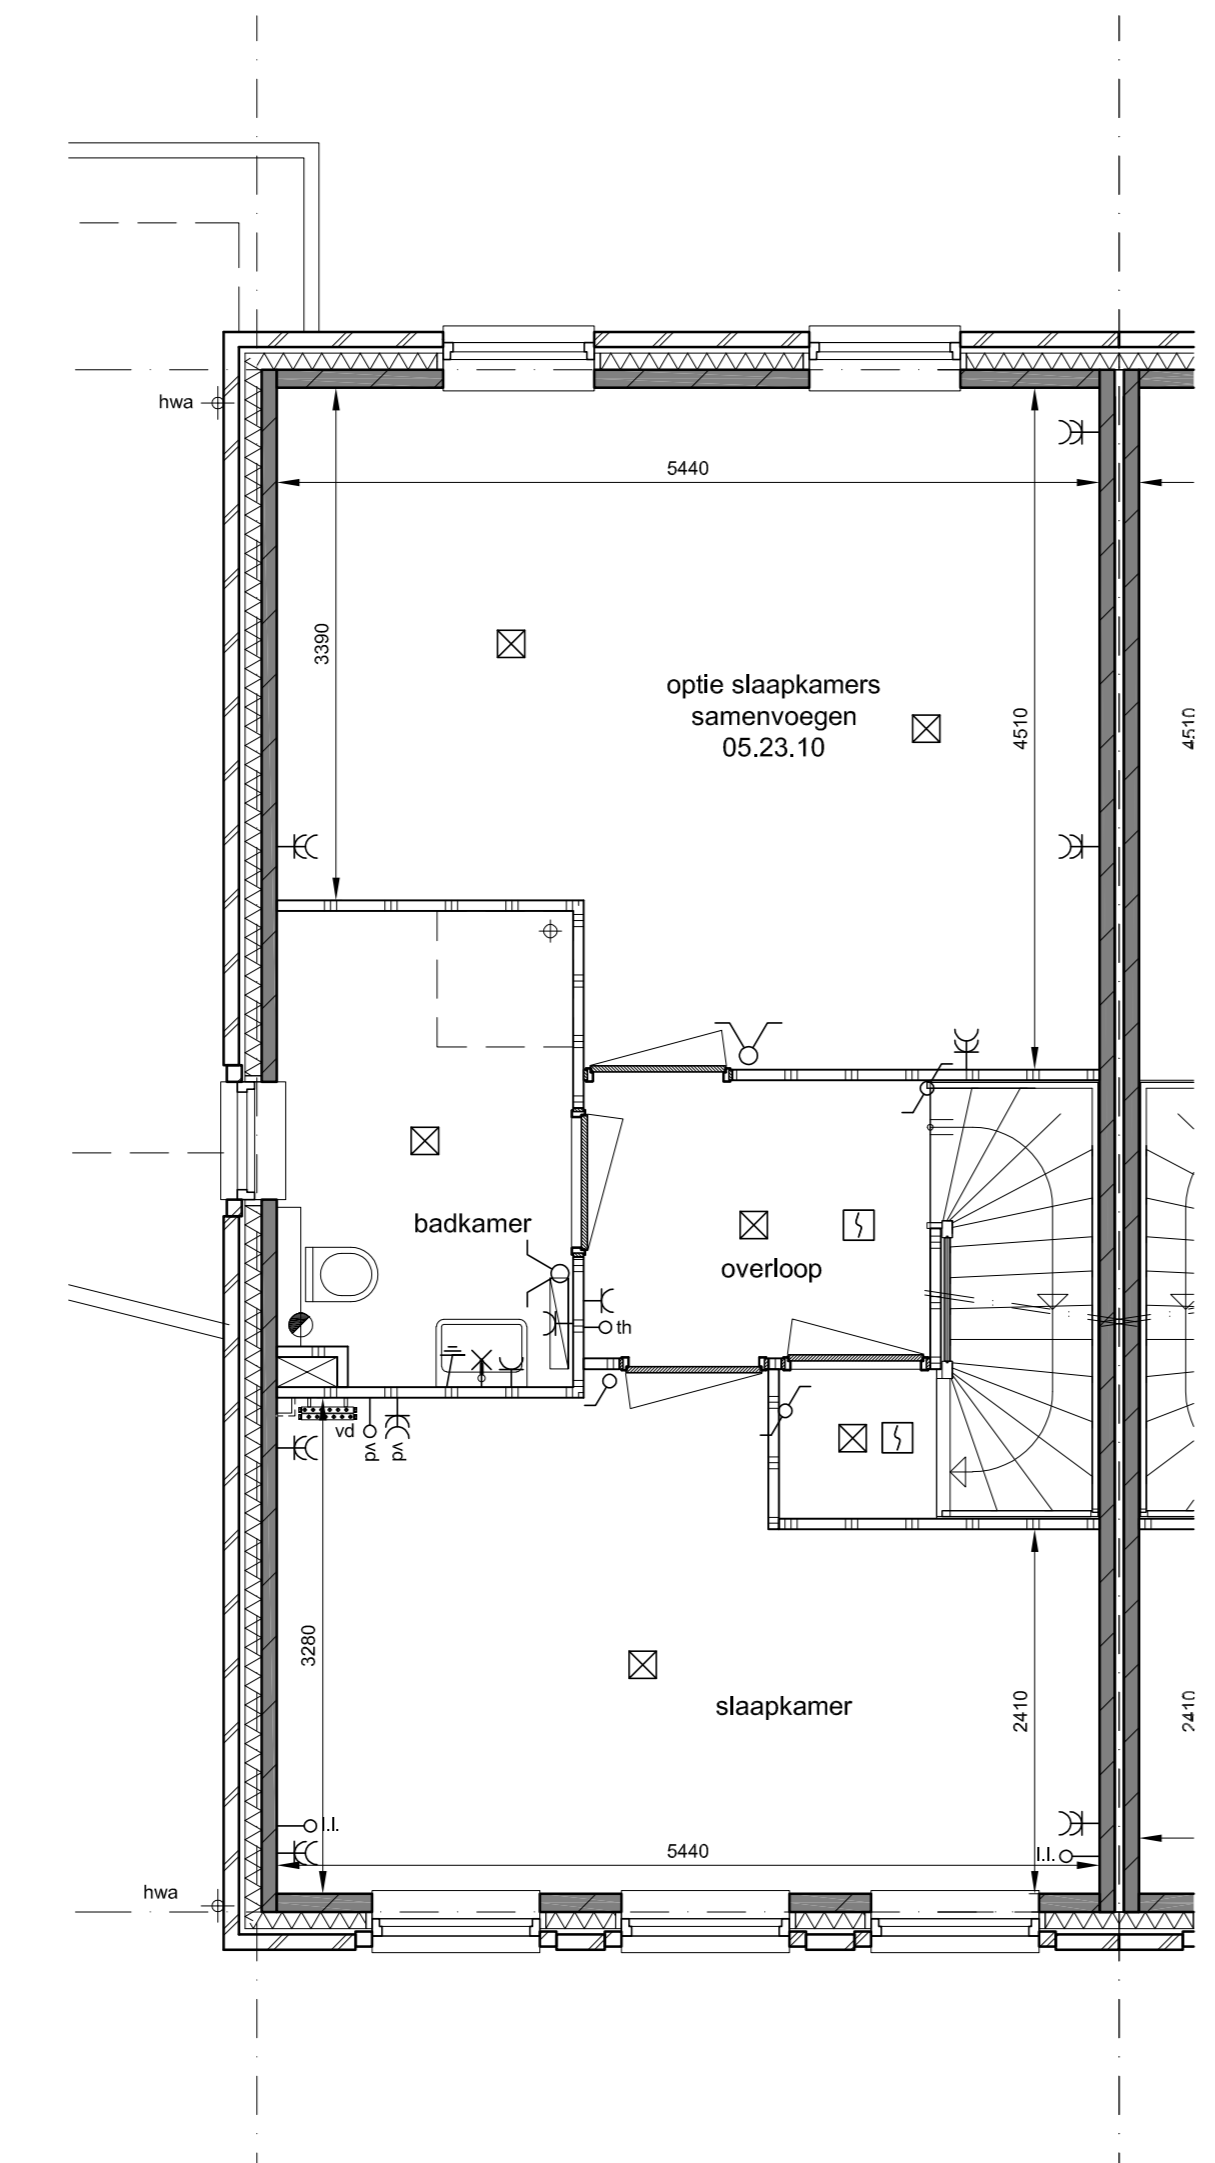 hwa
5440
3390
optie slaapkamers
samenvoegen
05.23.10
4510
4510
badkamer
overloop
th
vd
vd
vd
3280
slaapkamer
2410
2410
l.l.
5440
l.l.
hwa